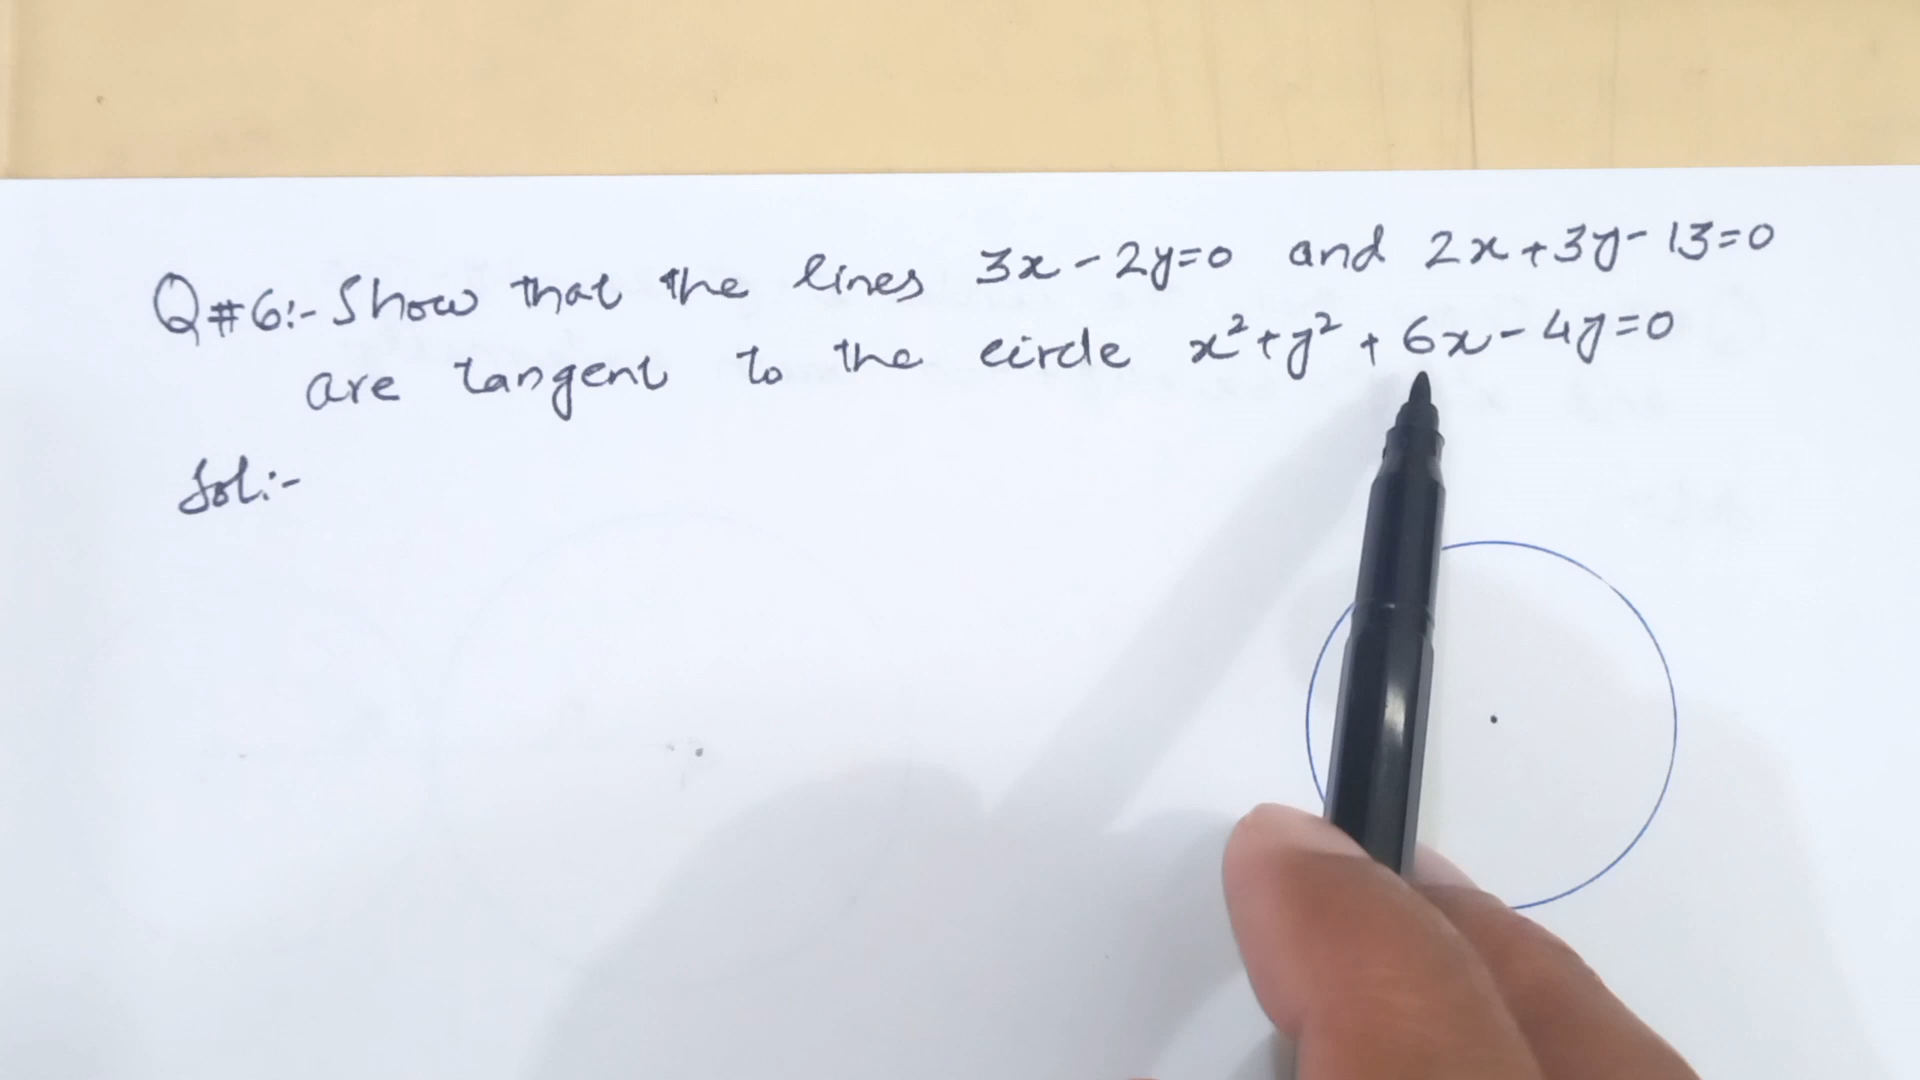 Q#6:- Show that the lines 3x-2y=0 and 2x+3y-13=0
are tangent to the circle x²+y²+6x-4y=0
Sol:-